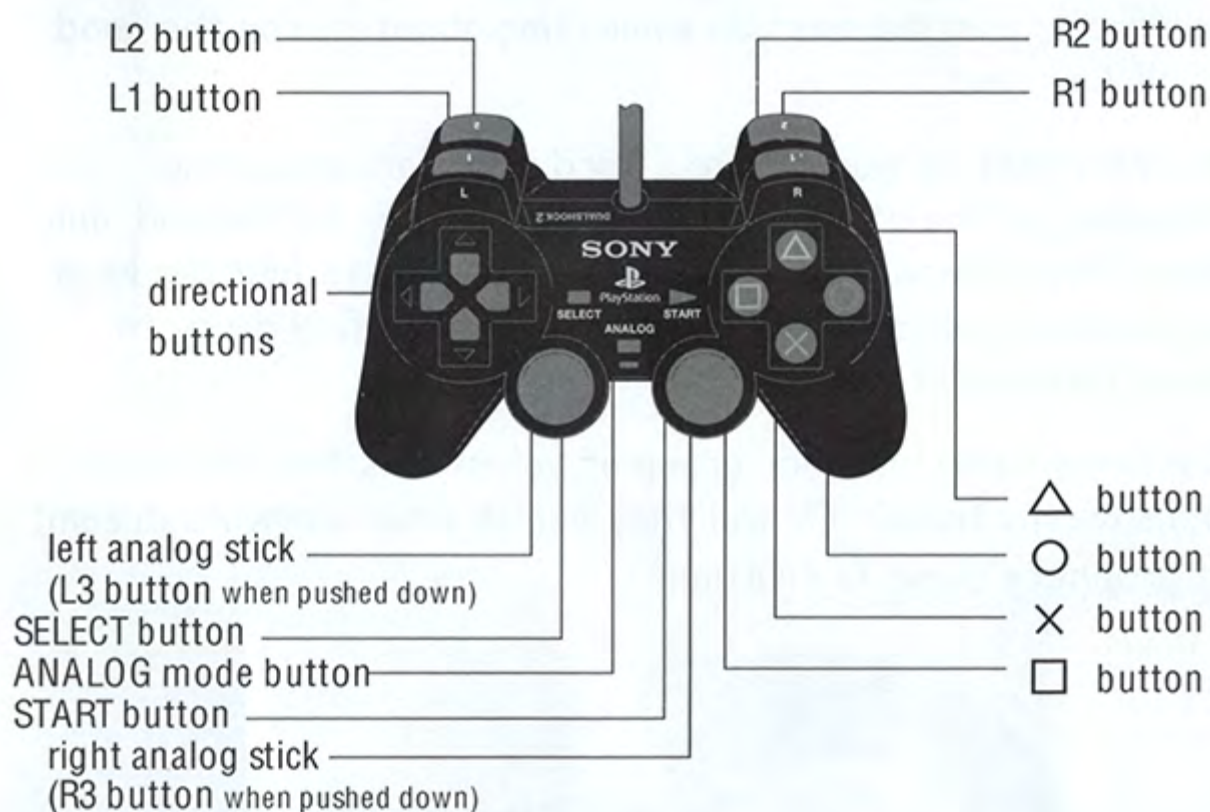 L2 button
L1 button
R2 button
R1 button
directional
buttons
L
R
DUALSHOCK 2
SONY
PlayStation
SELECT
START
ANALOG
△ button
○ button
✕ button
□ button
left analog stick
(L3 button when pushed down)
SELECT button
ANALOG mode button
START button
right analog stick
(R3 button when pushed down)